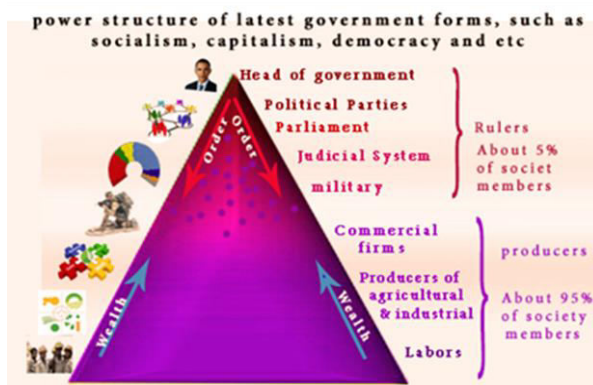 power structure of latest government forms, such as
socialism, capitalism, democracy and etc
Head of government
Political Parties
Parliament
Judicial System
military
Order
Order
Rulers
About 5%
of societ
members
Commercial
firms
Producers of
agricultural
& industrial
Labors
Wealth
Wealth
producers
About 95%
of society
members